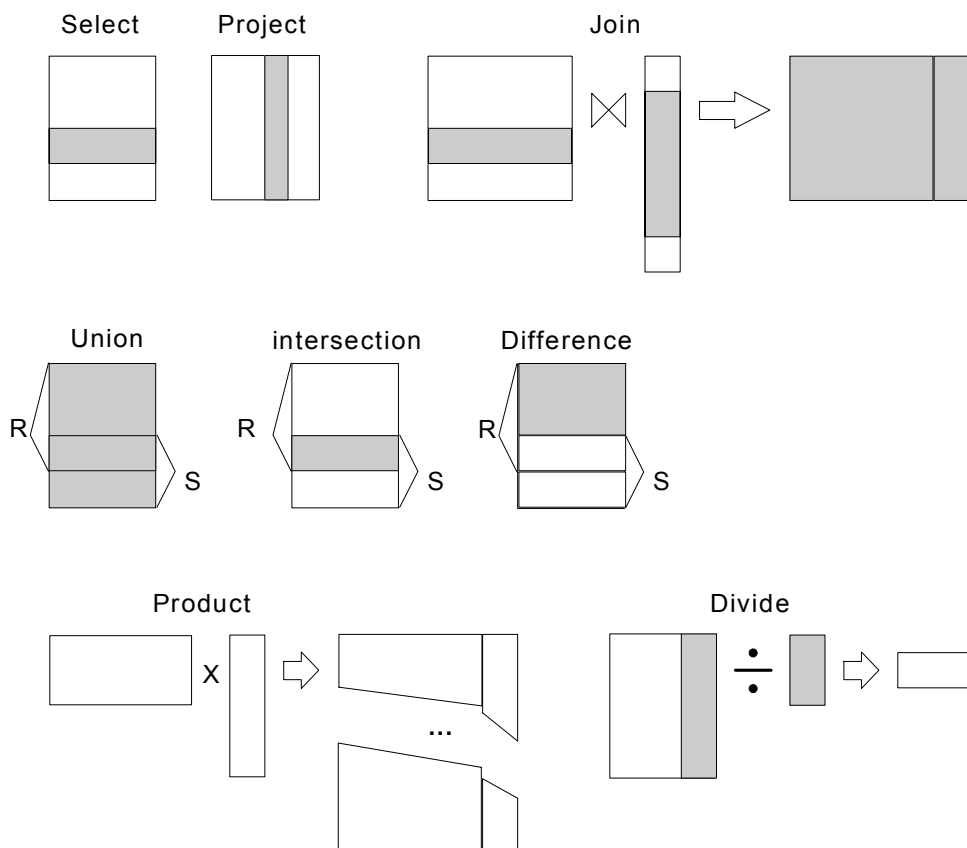 Select
Project
Join
Union
intersection
Difference
R
S
R
S
R
S
Product
Divide
X
...